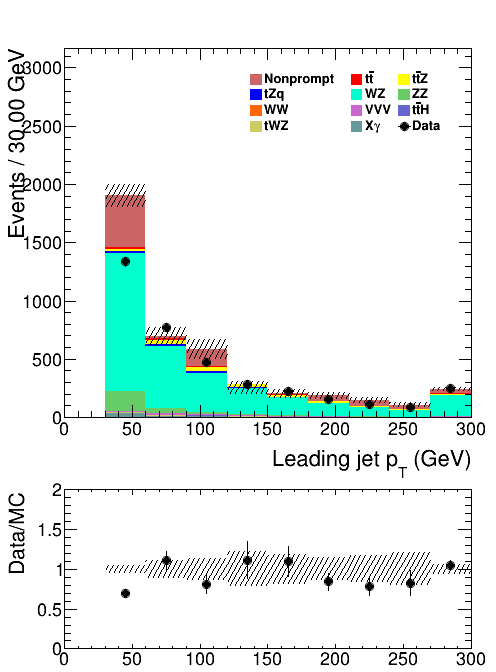 Events / 30.00 GeV
3000
2500
2000
1500
1000
500
0
Nonprompt
tt̄
tt̄Z
tZq
WZ
ZZ
WW
VVV
tt̄H
tWZ
Xγ
Data
0 50 100 150 200 250 300
Leading jet p_T (GeV)
Data/MC
2
1.5
1
0.5
0
0 50 100 150 200 250 300